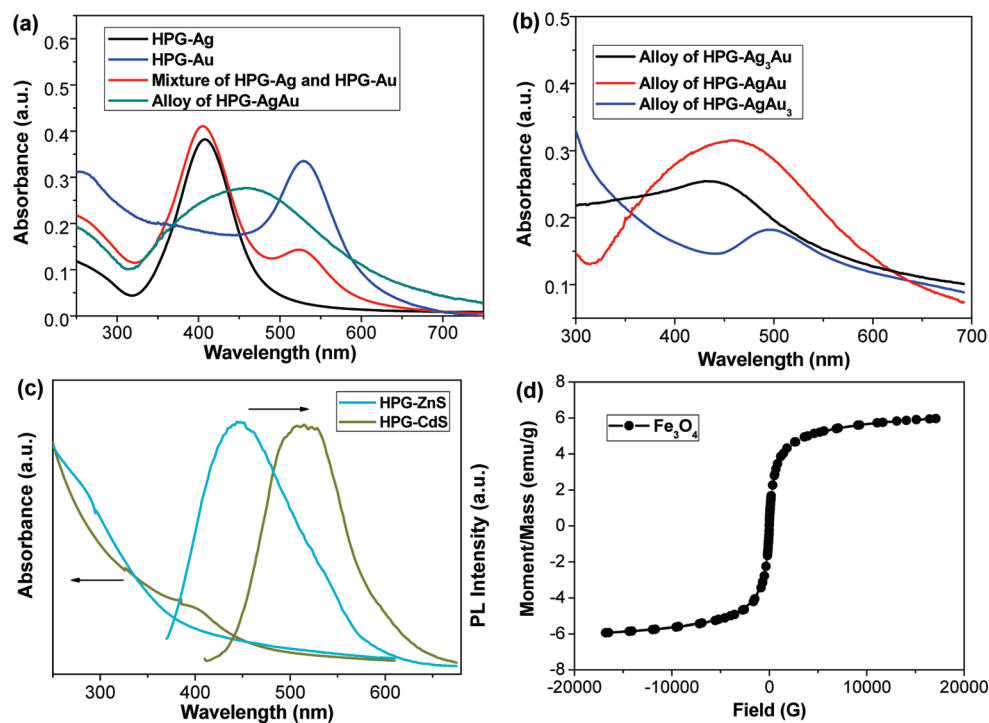 (a)
HPG-Ag
HPG-Au
Mixture of HPG-Ag and HPG-Au
Alloy of HPG-AgAu
Absorbance (a.u.)
0.6
0.5
0.4
0.3
0.2
0.1
0.0
300 400 500 600 700
Wavelength (nm)
(b)
Alloy of HPG-Ag₃Au
Alloy of HPG-AgAu
Alloy of HPG-AgAu₃
Absorbance (a.u.)
0.5
0.4
0.3
0.2
0.1
300 400 500 600 700
Wavelength (nm)
(c)
HPG-ZnS
HPG-CdS
Absorbance (a.u.)
PL Intensity (a.u.)
300 400 500 600
Wavelength (nm)
(d)
Fe₃O₄
Moment/Mass (emu/g)
8
6
4
2
0
-2
-4
-6
-8
-20000 -10000 0 10000 20000
Field (G)